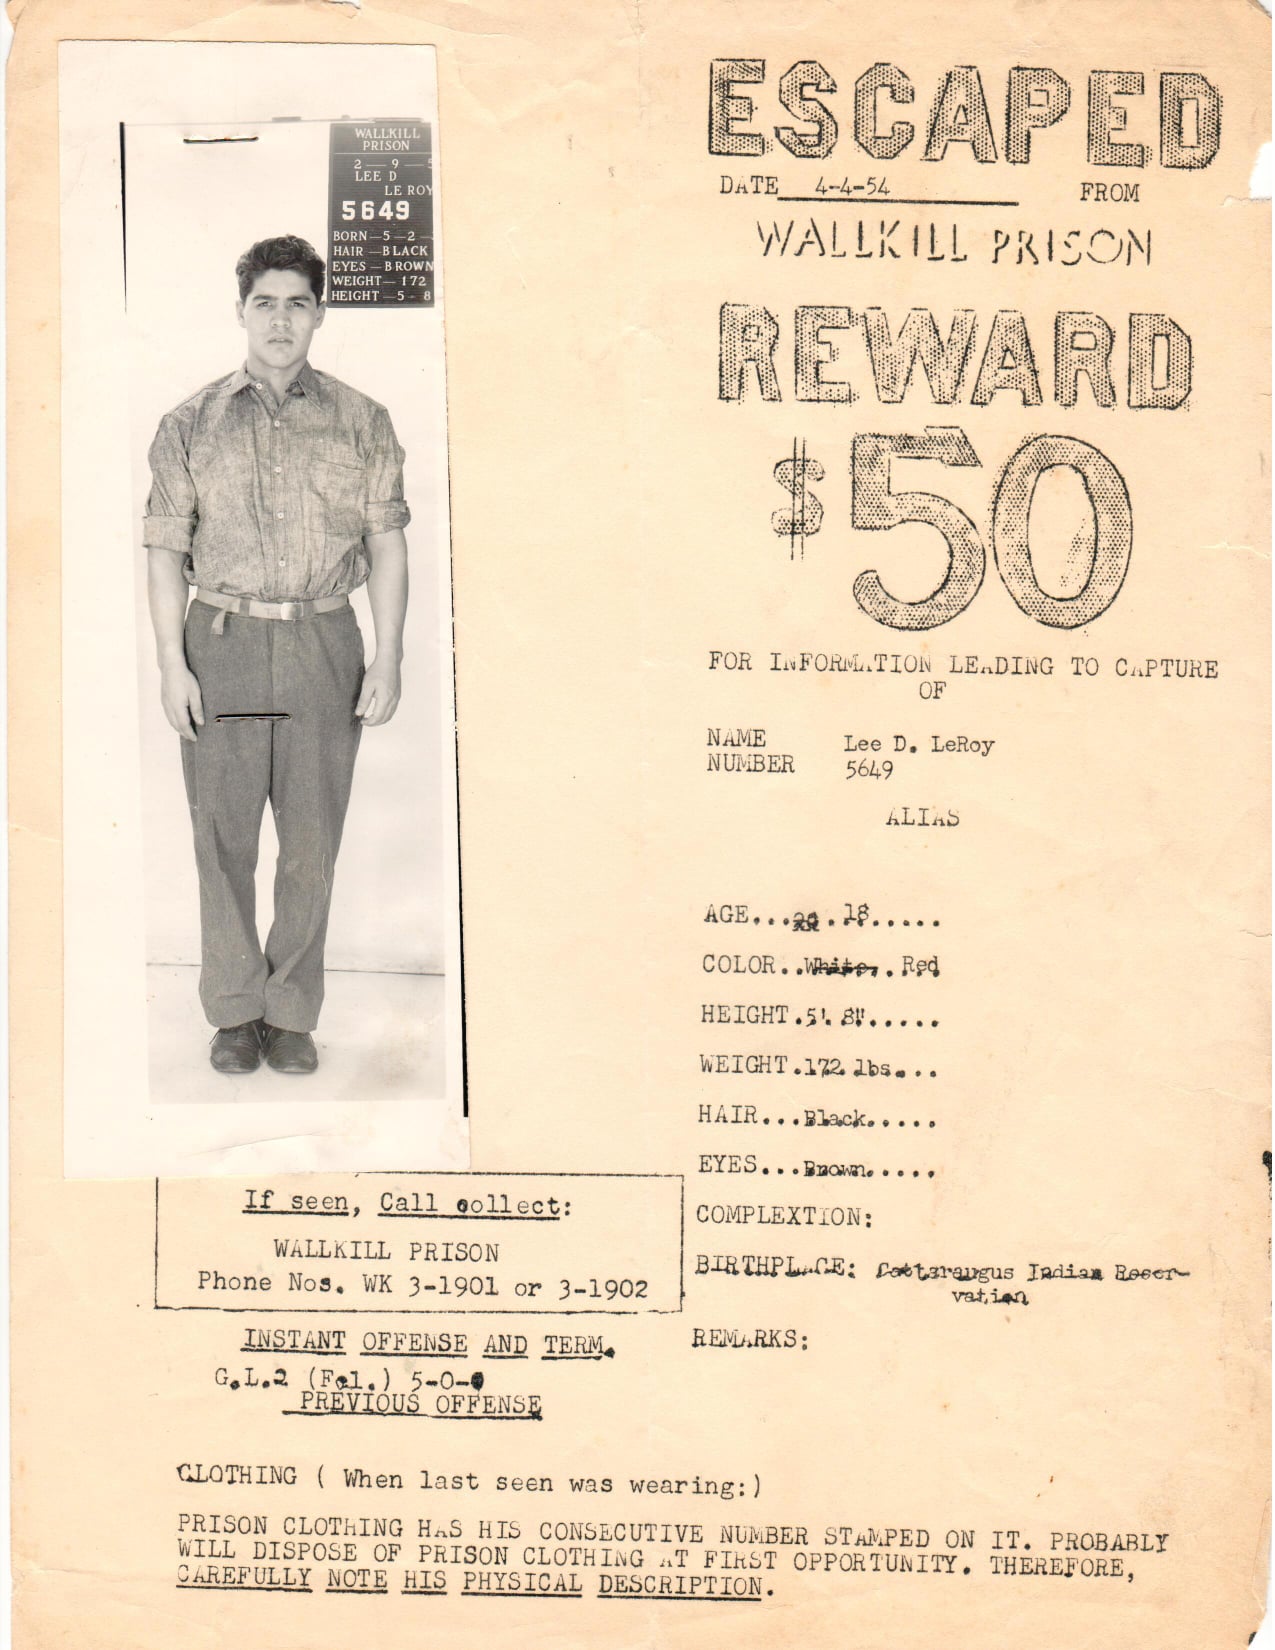 WALLKILL
PRISON
2 — 9 — 5
LEE D
LE ROY
5649
BORN — 5 — 2 —
HAIR — BLACK
EYES — BROWN
WEIGHT — 172
HEIGHT — 5 - 8
ESCAPED
DATE 4-4-54 FROM
WALLKILL PRISON
REWARD
$50
FOR INFORMATION LEADING TO CAPTURE
OF
NAME Lee D. LeRoy
NUMBER 5649
ALIAS
AGE... 18.....
COLOR..White,..Red
HEIGHT.5'.8".....
WEIGHT.172.lbs....
HAIR...Black.....
EYES...Brown.....
COMPLEXTION:
BIRTHPLACE: Cattaraugus Indian Reser-
vation
REMARKS:
If seen, Call collect:
WALLKILL PRISON
Phone Nos. WK 3-1901 or 3-1902
INSTANT OFFENSE AND TERM.
G.L.2 (Fel.) 5-0-0
PREVIOUS OFFENSE
CLOTHING ( When last seen was wearing:)
PRISON CLOTHING HAS HIS CONSECUTIVE NUMBER STAMPED ON IT. PROBABLY
WILL DISPOSE OF PRISON CLOTHING AT FIRST OPPORTUNITY. THEREFORE,
CAREFULLY NOTE HIS PHYSICAL DESCRIPTION.